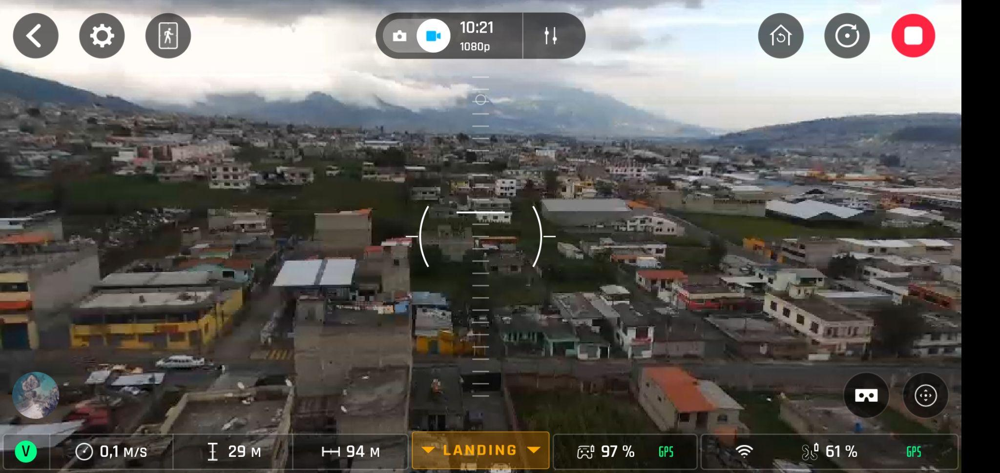 10:21
1080p
V
0,1 M/S
29 M
94 M
LANDING
97 %
GPS
61 %
GPS